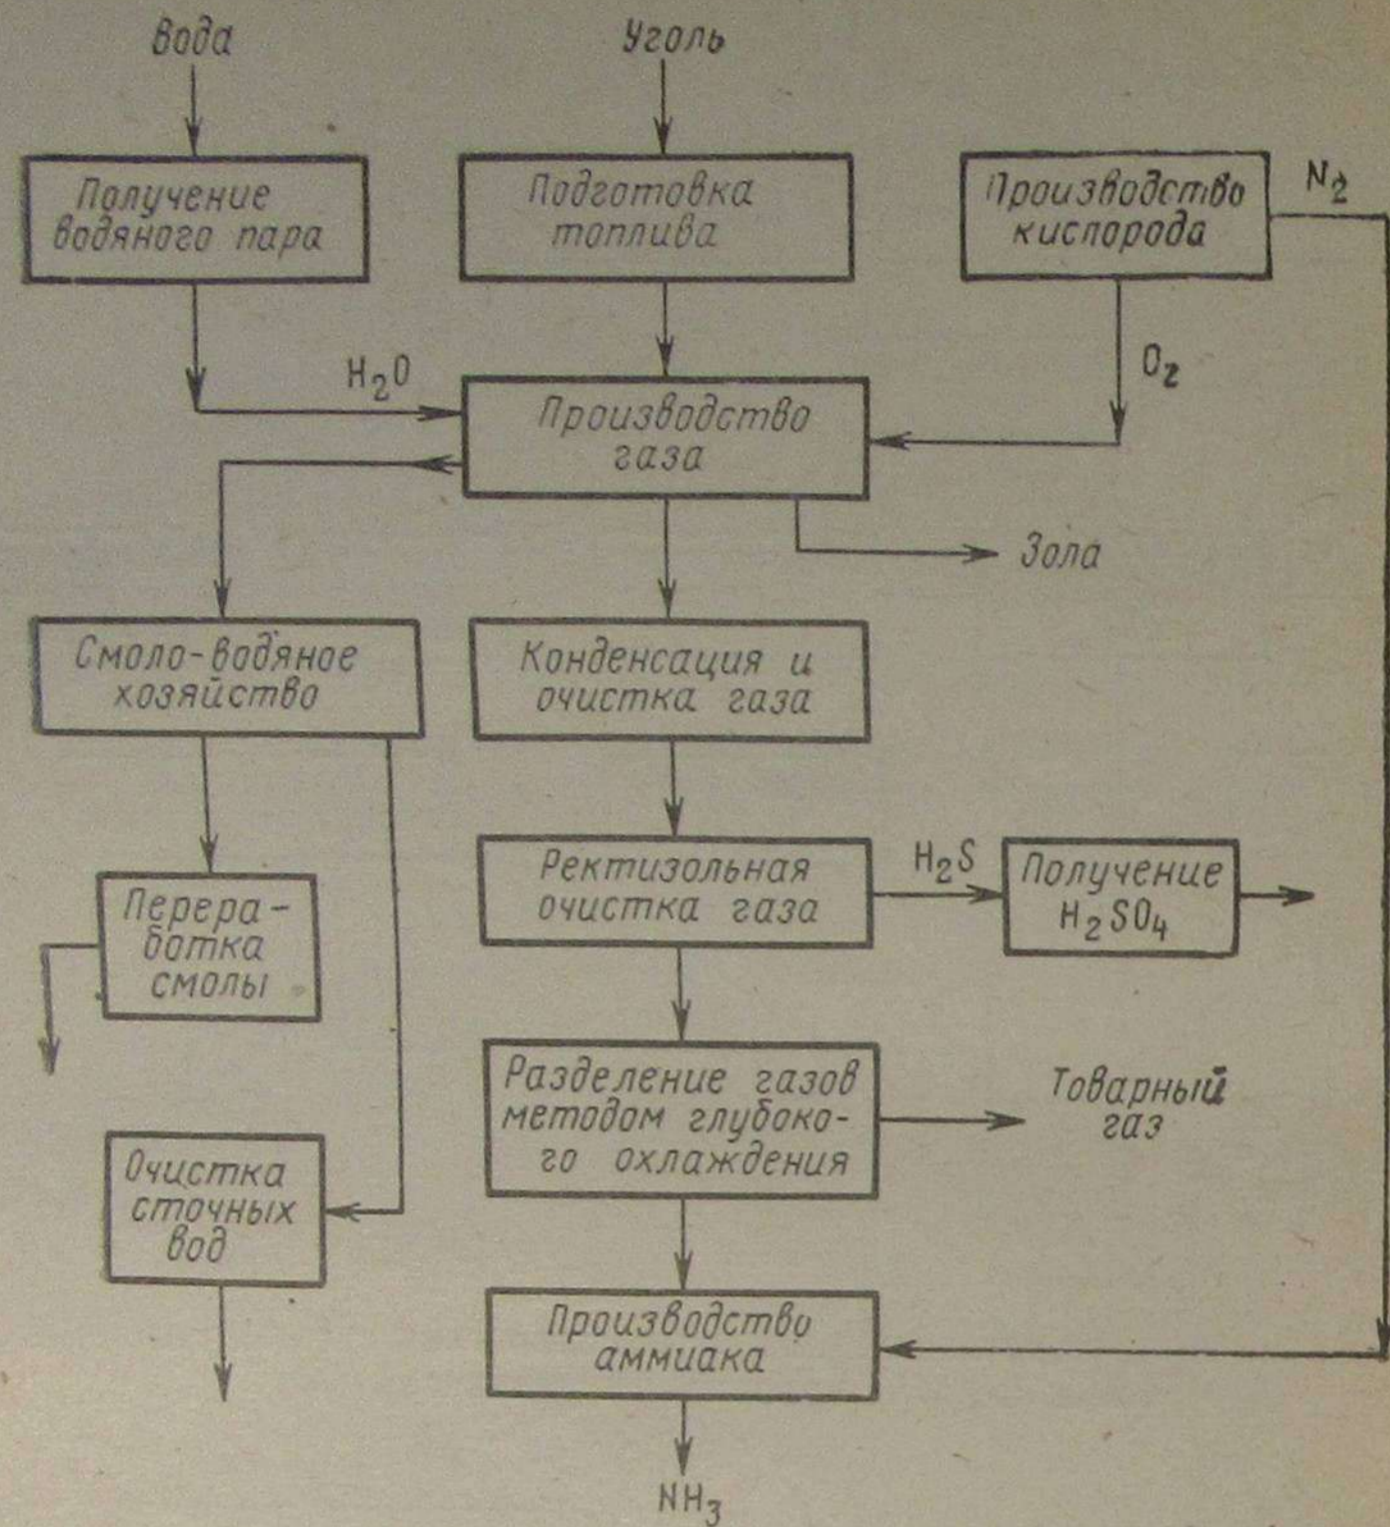 Вода
Уголь
Получение
водяного пара
Подготовка
топлива
Производство
кислорода
N₂
H₂O
O₂
Производство
газа
Зола
Смоло-водяное
хозяйство
Конденсация и
очистка газа
Ректизольная
очистка газа
H₂S
Получение
H₂SO₄
Перера-
ботка
смолы
Разделение газов
методом глубоко-
го охлаждения
Товарный
газ
Очистка
сточных
вод
Производство
аммиака
NH₃